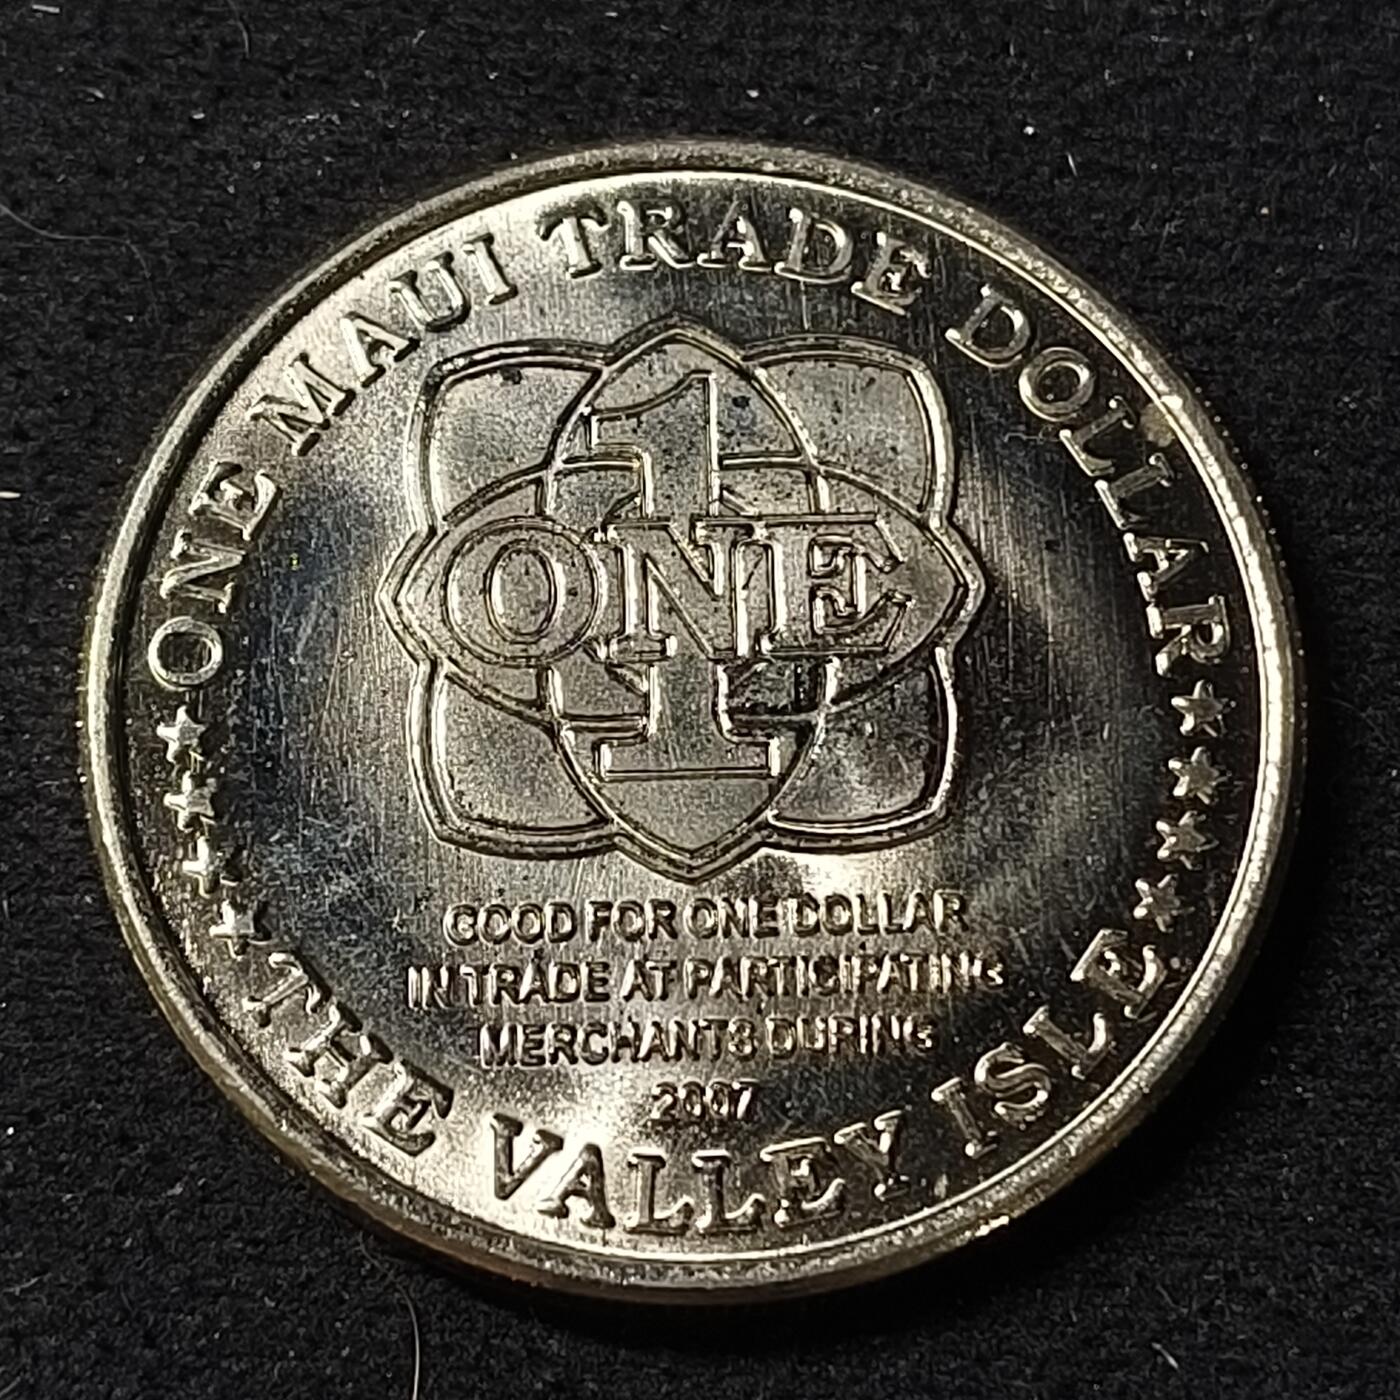 ONE MAUI TRADE DOLLAR
1
ONE
GOOD FOR ONE DOLLAR
IN TRADE AT PARTICIPATING
MERCHANTS DURING
2007
THE VALLEY ISLE